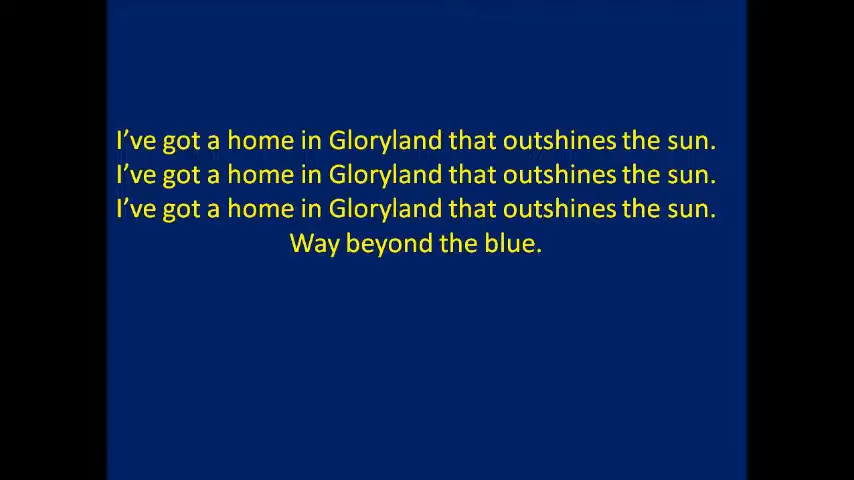 I’ve got a home in Gloryland that outshines the sun.
I’ve got a home in Gloryland that outshines the sun.
I’ve got a home in Gloryland that outshines the sun.
Way beyond the blue.